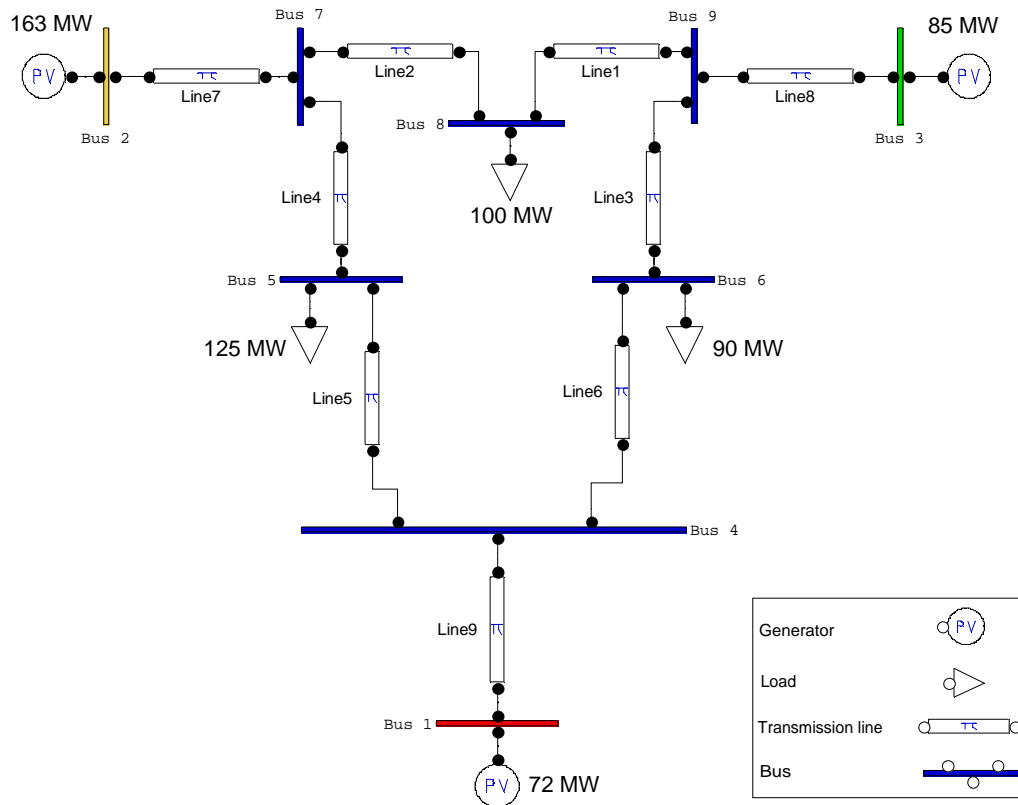 163 MW
PV
Bus 2
π
Line7
Bus 7
π
Line2
π
Line1
Bus 9
π
Line8
85 MW
PV
Bus 3
Bus 8
100 MW
Line4
π
Line3
π
Bus 5
125 MW
Bus 6
90 MW
Line5
π
Line6
π
Bus 4
Line9
π
Bus 1
PV
72 MW
Generator
PV
Load
Transmission line
π
Bus